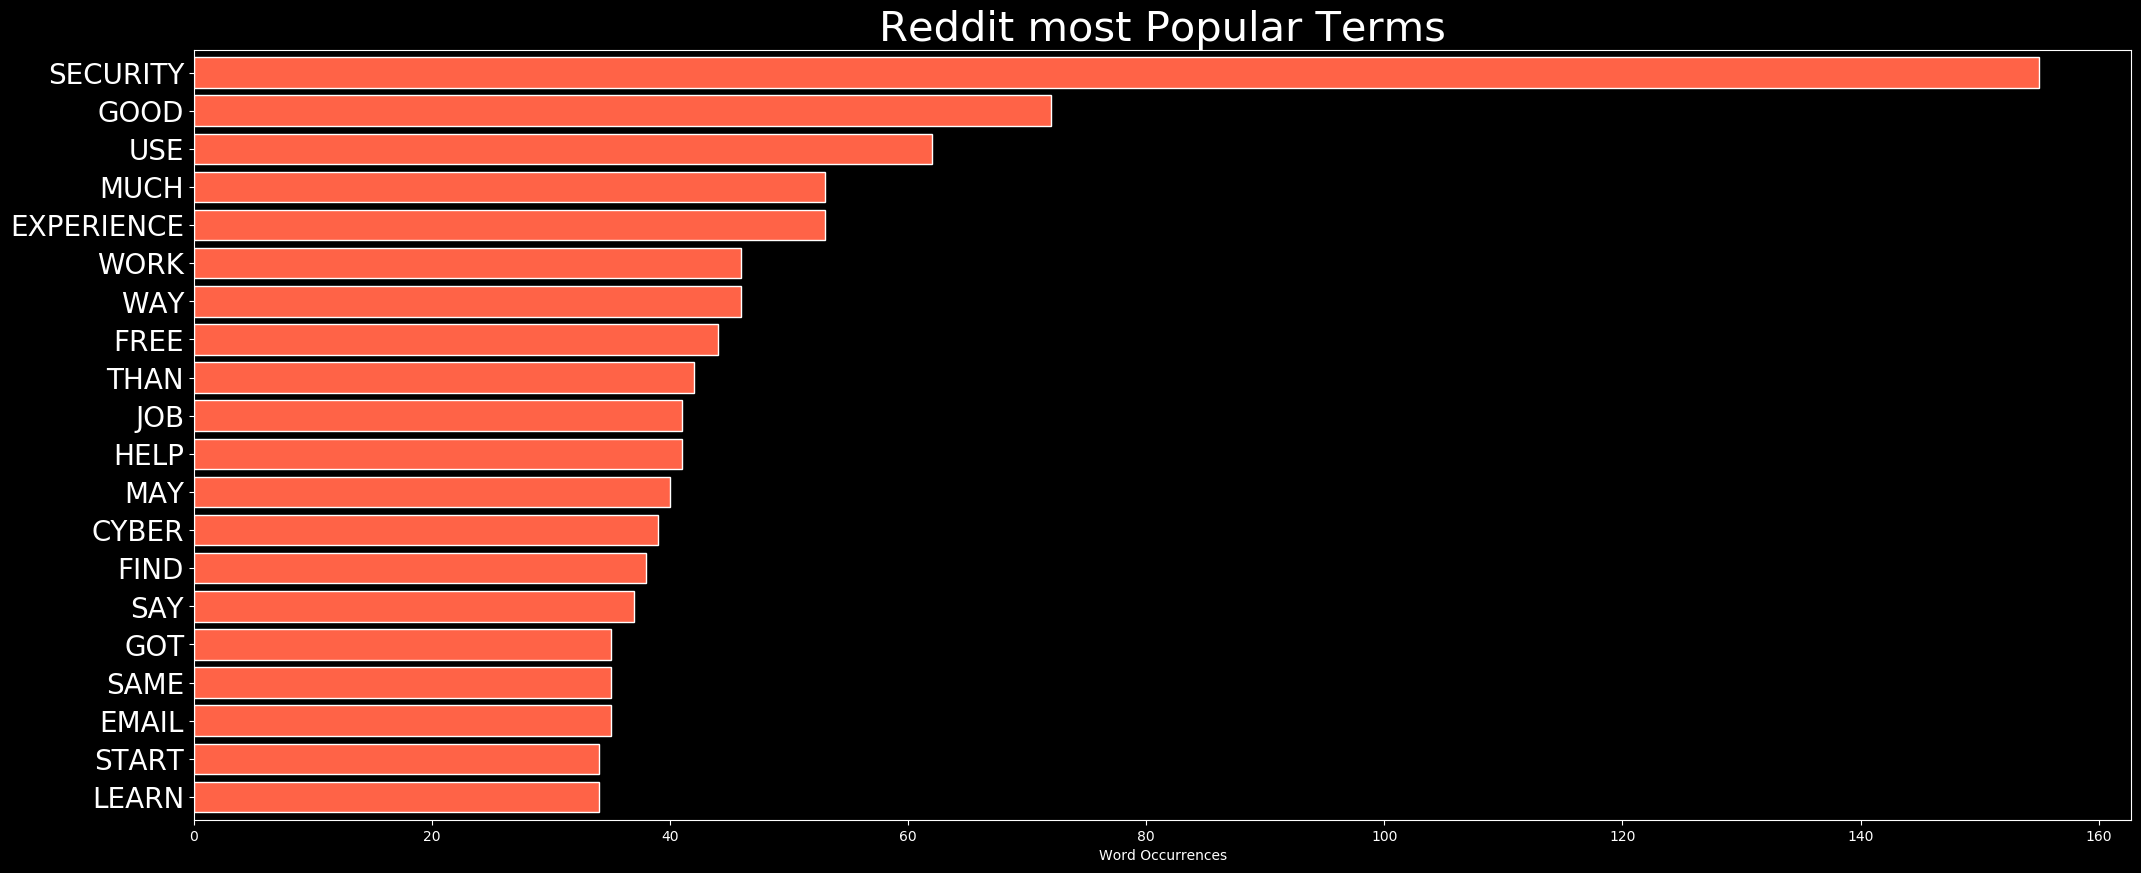 Reddit most Popular Terms
SECURITY
GOOD
USE
MUCH
EXPERIENCE
WORK
WAY
FREE
THAN
JOB
HELP
MAY
CYBER
FIND
SAY
GOT
SAME
EMAIL
START
LEARN
0 20 40 60 80 100 120 140 160
Word Occurrences